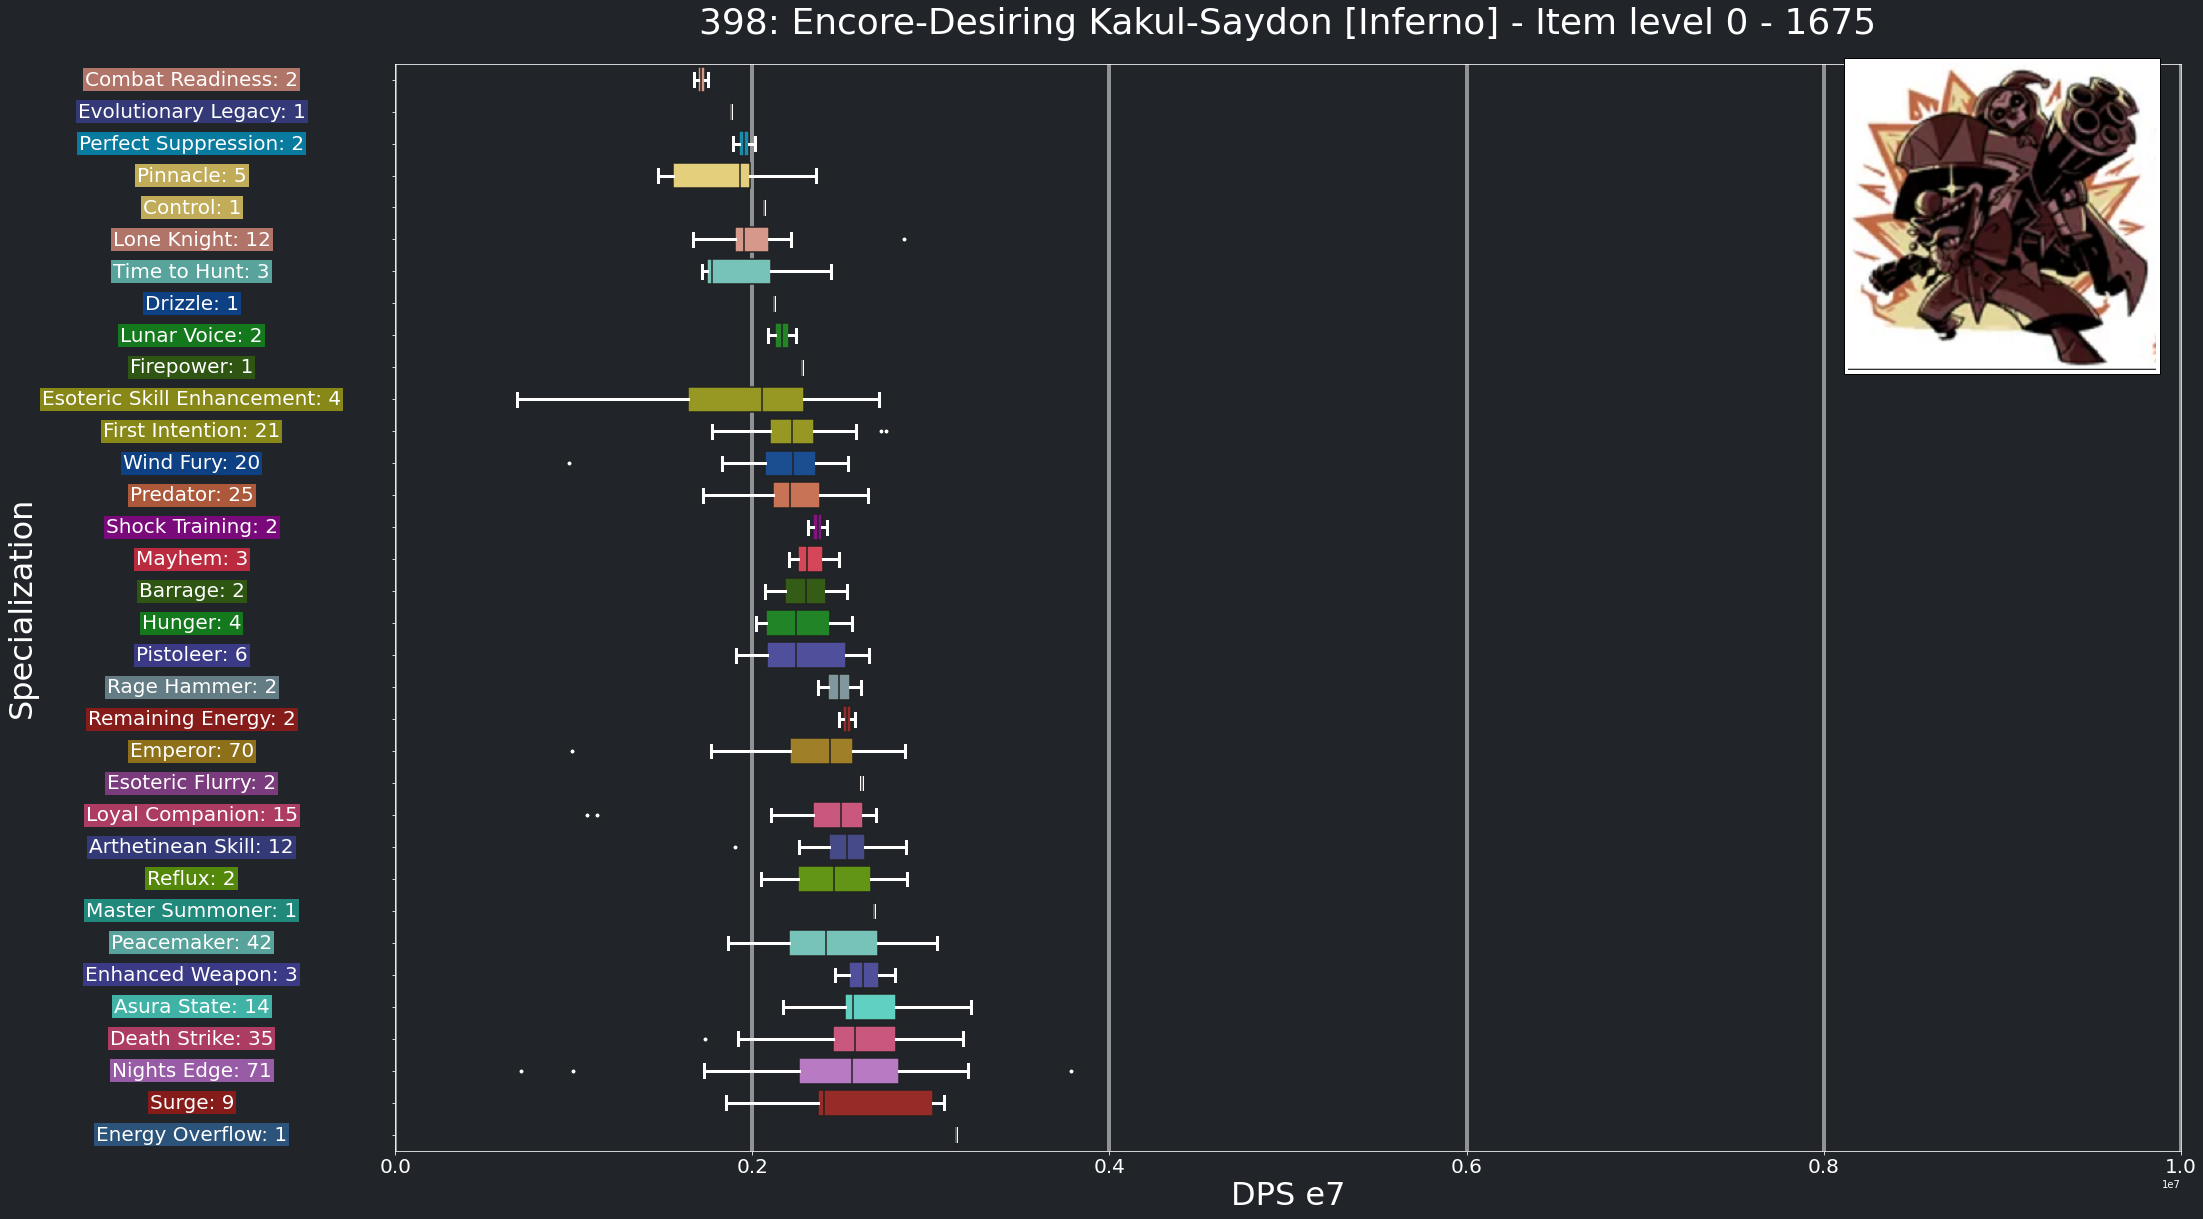 398: Encore-Desiring Kakul-Saydon [Inferno] - Item level 0 - 1675
Specialization
Combat Readiness: 2
Evolutionary Legacy: 1
Perfect Suppression: 2
Pinnacle: 5
Control: 1
Lone Knight: 12
Time to Hunt: 3
Drizzle: 1
Lunar Voice: 2
Firepower: 1
Esoteric Skill Enhancement: 4
First Intention: 21
Wind Fury: 20
Predator: 25
Shock Training: 2
Mayhem: 3
Barrage: 2
Hunger: 4
Pistoleer: 6
Rage Hammer: 2
Remaining Energy: 2
Emperor: 70
Esoteric Flurry: 2
Loyal Companion: 15
Arthetinean Skill: 12
Reflux: 2
Master Summoner: 1
Peacemaker: 42
Enhanced Weapon: 3
Asura State: 14
Death Strike: 35
Nights Edge: 71
Surge: 9
Energy Overflow: 1
0.0 0.2 0.4 0.6 0.8 1.0
1e7
DPS e7